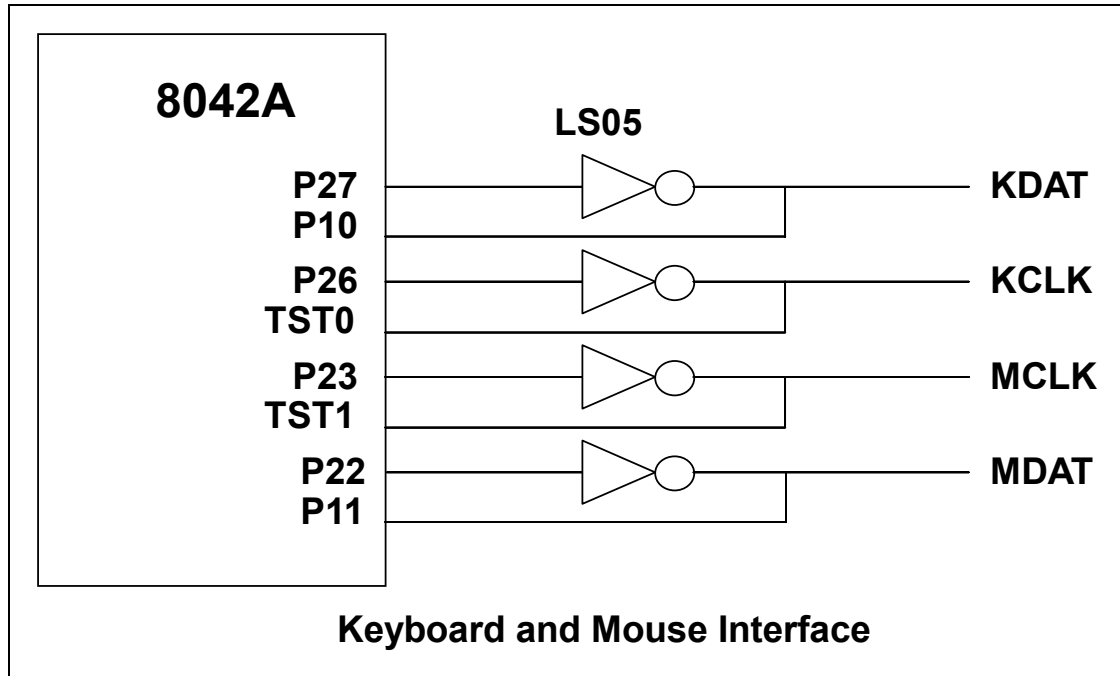 8042A
LS05
P27
KDAT
P10
P26
KCLK
TST0
P23
MCLK
TST1
P22
MDAT
P11
Keyboard and Mouse Interface